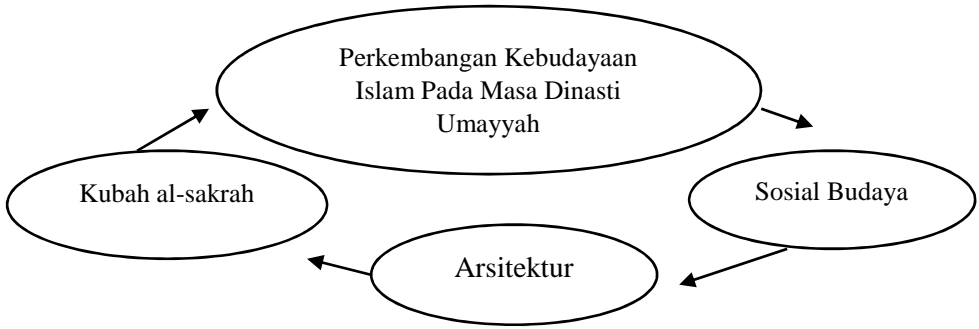 Perkembangan Kebudayaan
Islam Pada Masa Dinasti
Umayyah
Kubah al-sakrah
Sosial Budaya
Arsitektur